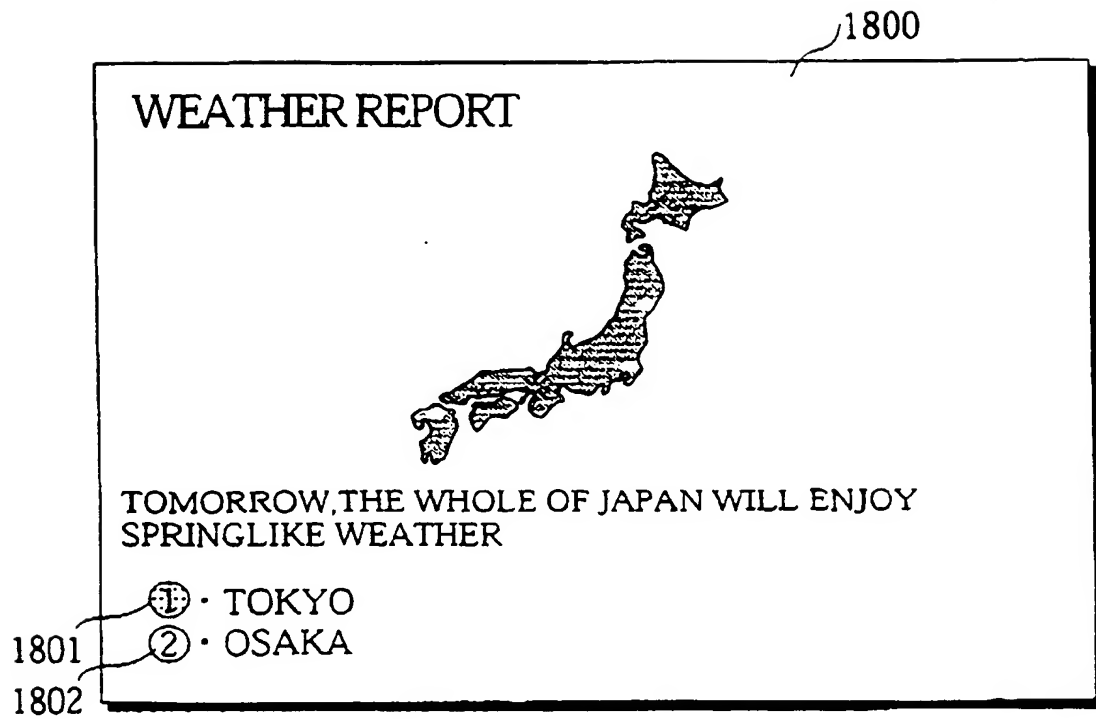 1800
WEATHER REPORT
TOMORROW,THE WHOLE OF JAPAN WILL ENJOY
SPRINGLIKE WEATHER
1 · TOKYO
1801
2 · OSAKA
1802